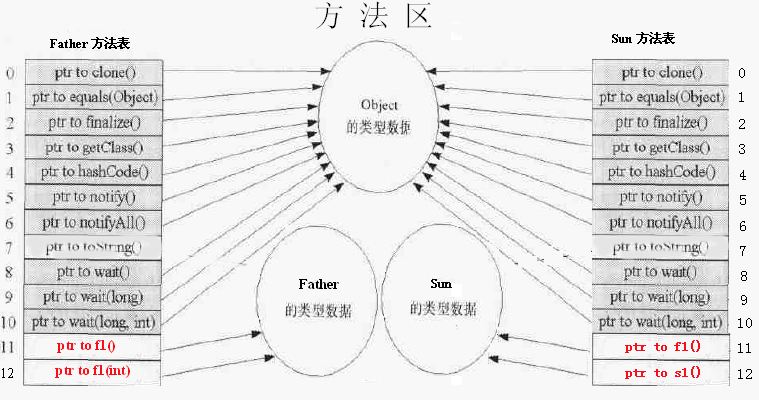 方 法 区
Father 方法表
0 ptr to clone()
1 ptr to equals(Object)
2 ptr to finalize()
3 ptr to getClass()
4 ptr to hashCode()
5 ptr to notify()
6 ptr to notifyAll()
7 ptr to toString()
8 ptr to wait()
9 ptr to wait(long)
10 ptr to wait(long, int)
11 ptr to f1()
12 ptr to f1(int)
Object
的类型数据
Father
的类型数据
Sun
的类型数据
Sun 方法表
ptr to clone() 0
ptr to equals(Object) 1
ptr to finalize() 2
ptr to getClass() 3
ptr to hashCode() 4
ptr to notify() 5
ptr to notifyAll() 6
ptr to toString() 7
ptr to wait() 8
ptr to wait(long) 9
ptr to wait(long, int) 10
ptr to f1() 11
ptr to s1() 12